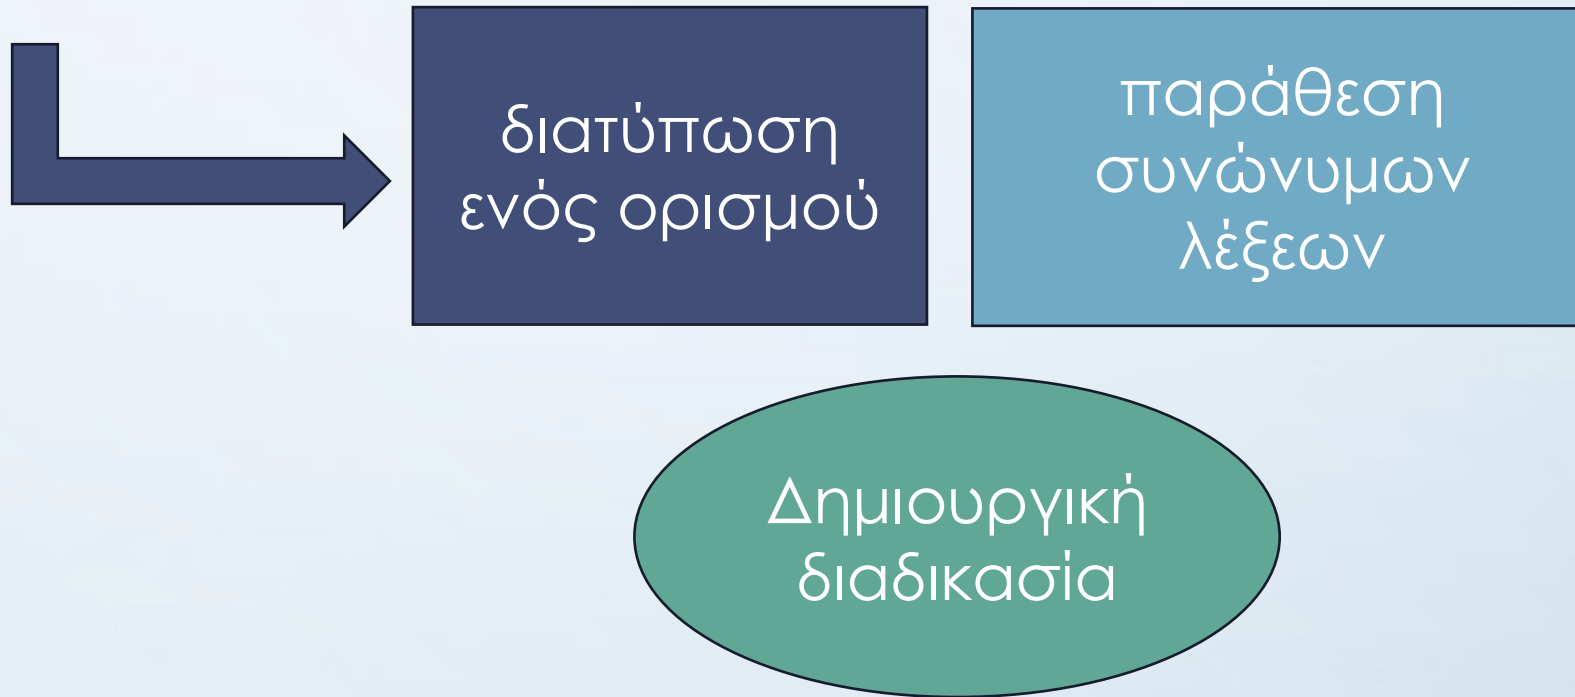 διατύπωση
ενός ορισμού
παράθεση
συνώνυμων
λέξεων
Δημιουργική
διαδικασία